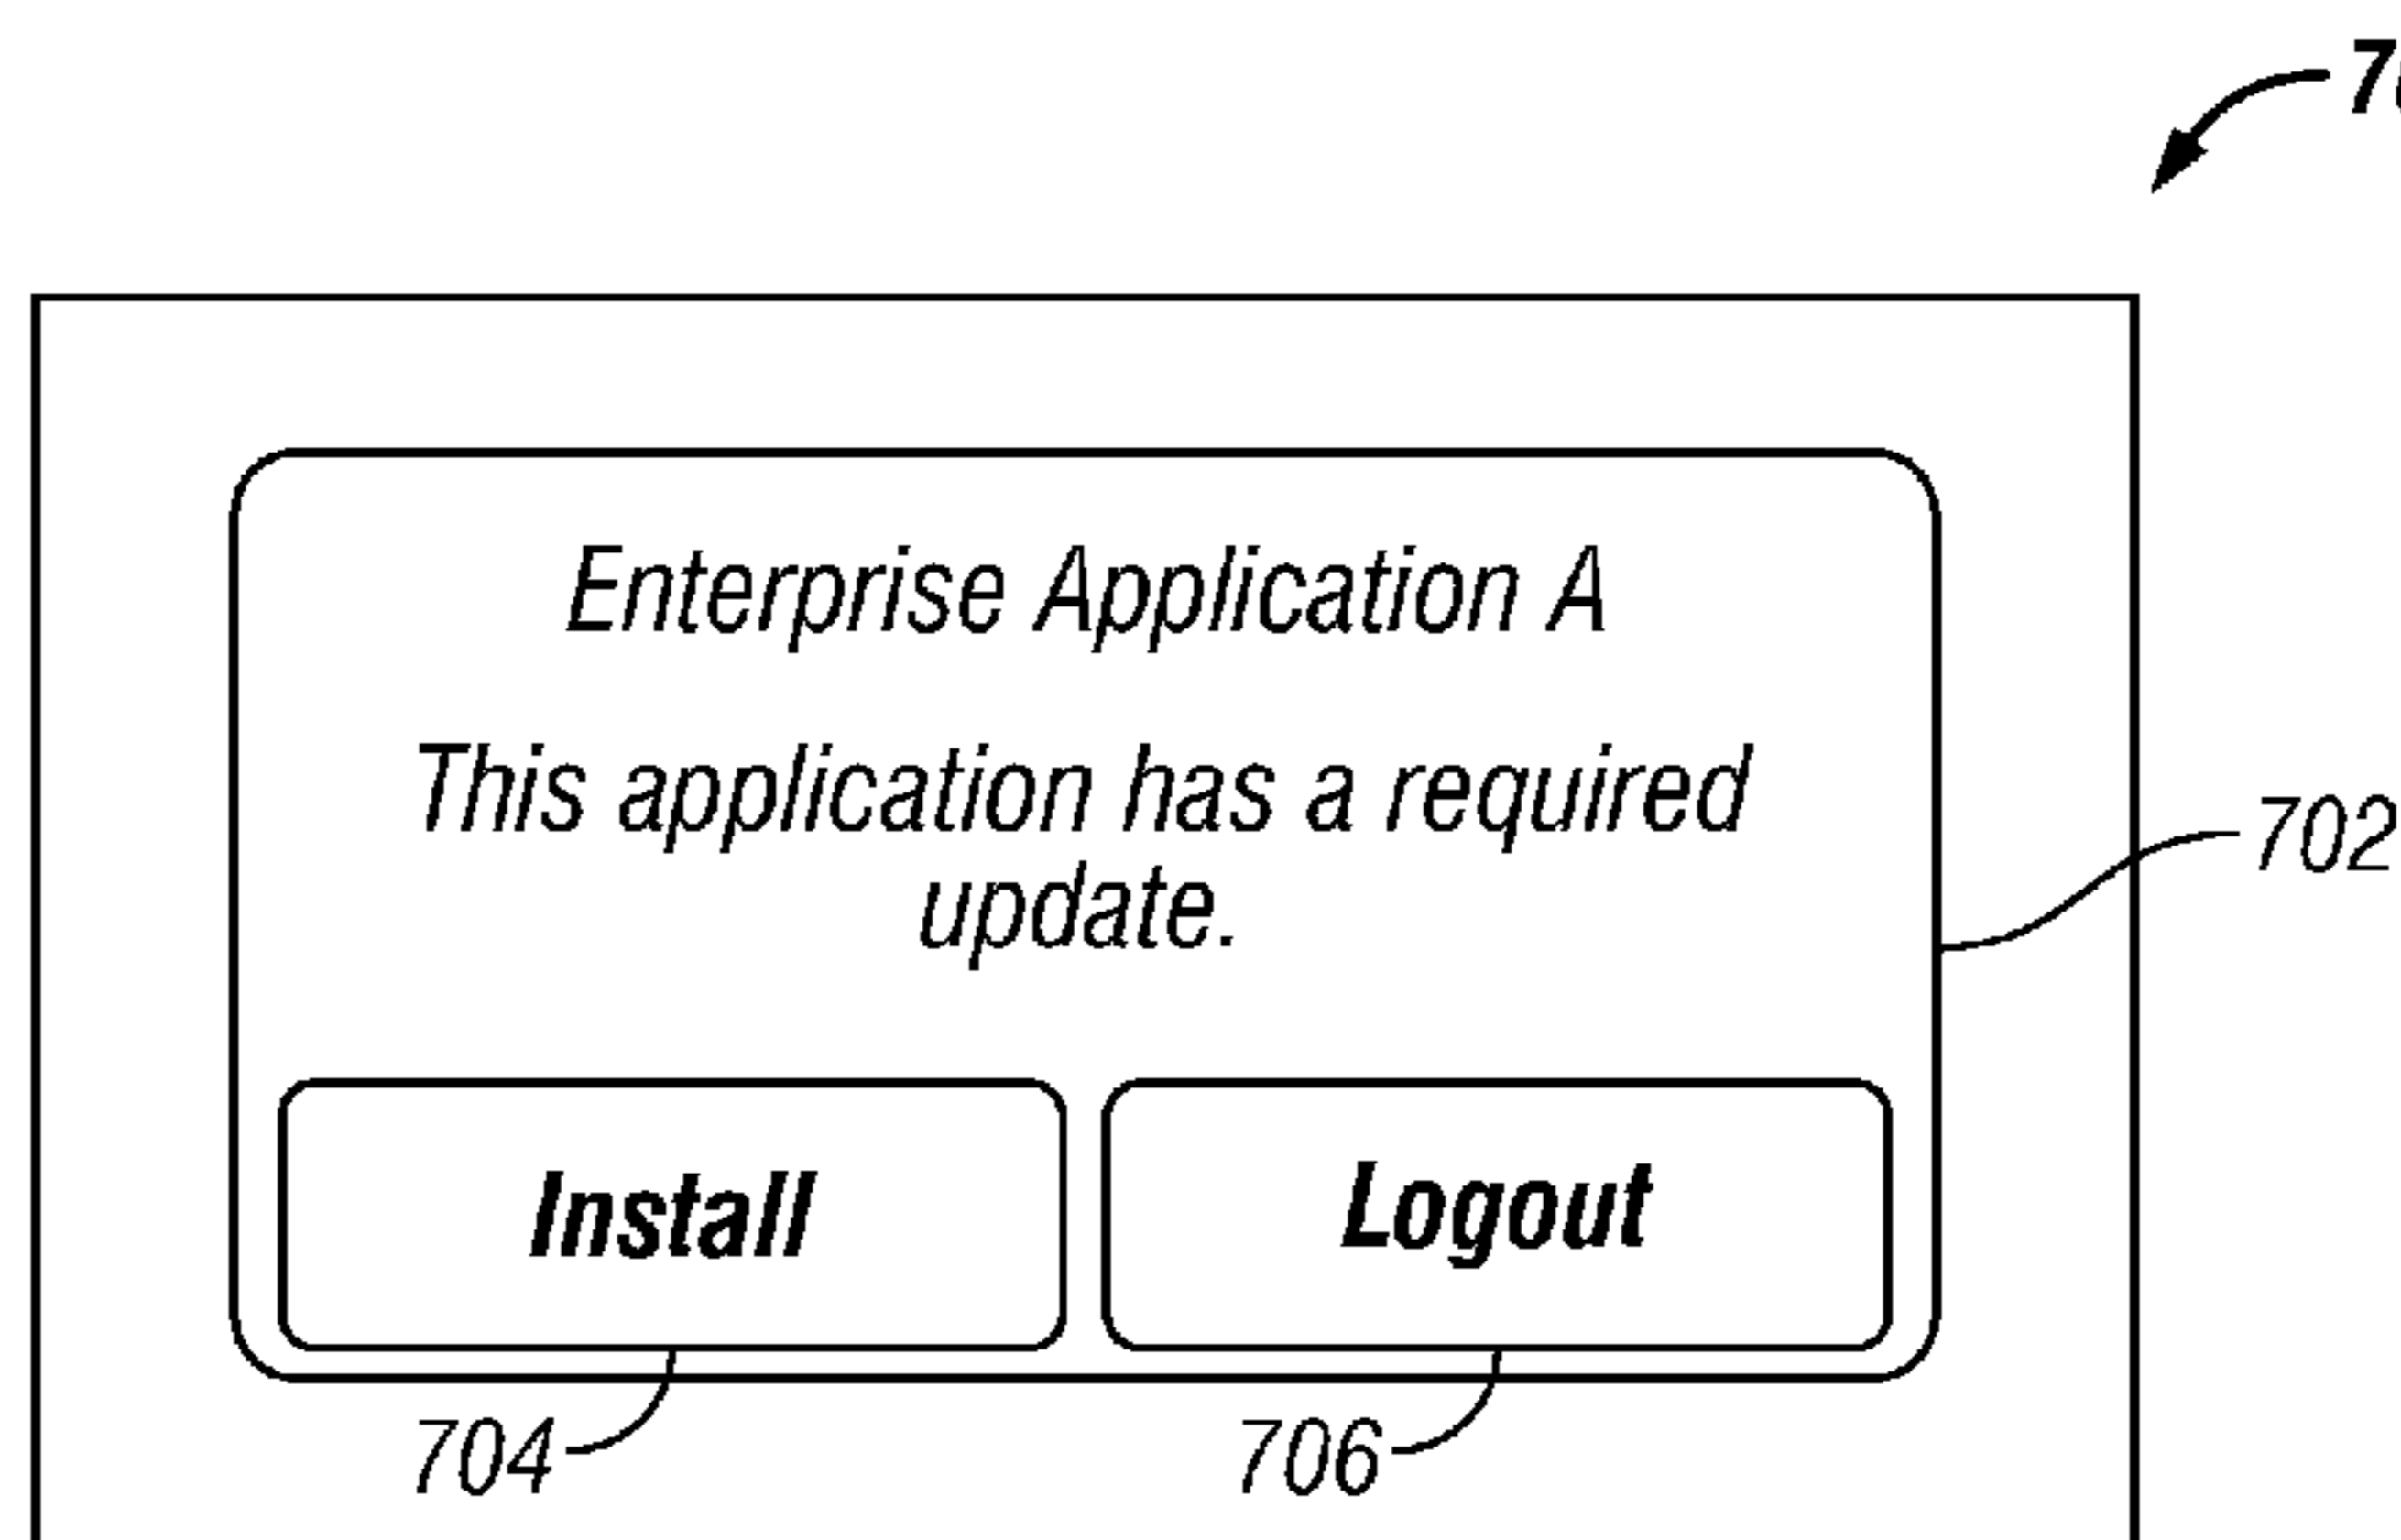 Enterprise Application A
This application has a required
update.
702
Install
Logout
704
706